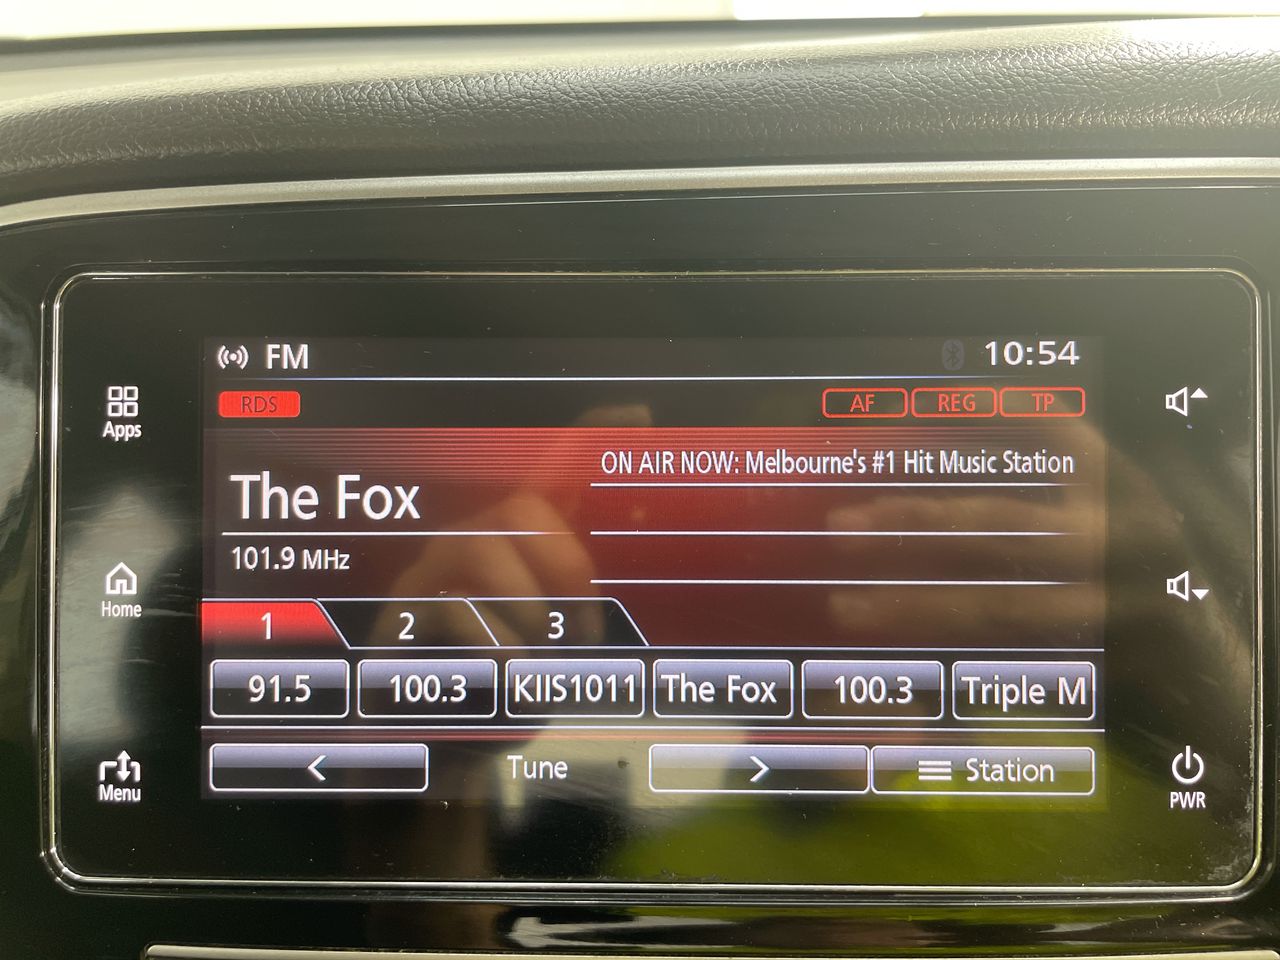 FM
10:54
RDS
AF REG TP
ON AIR NOW: Melbourne's #1 Hit Music Station
The Fox
101.9 MHz
1 2 3
91.5 100.3 KIIS1011 The Fox 100.3 Triple M
< Tune > Station
Apps
Home
Menu
PWR